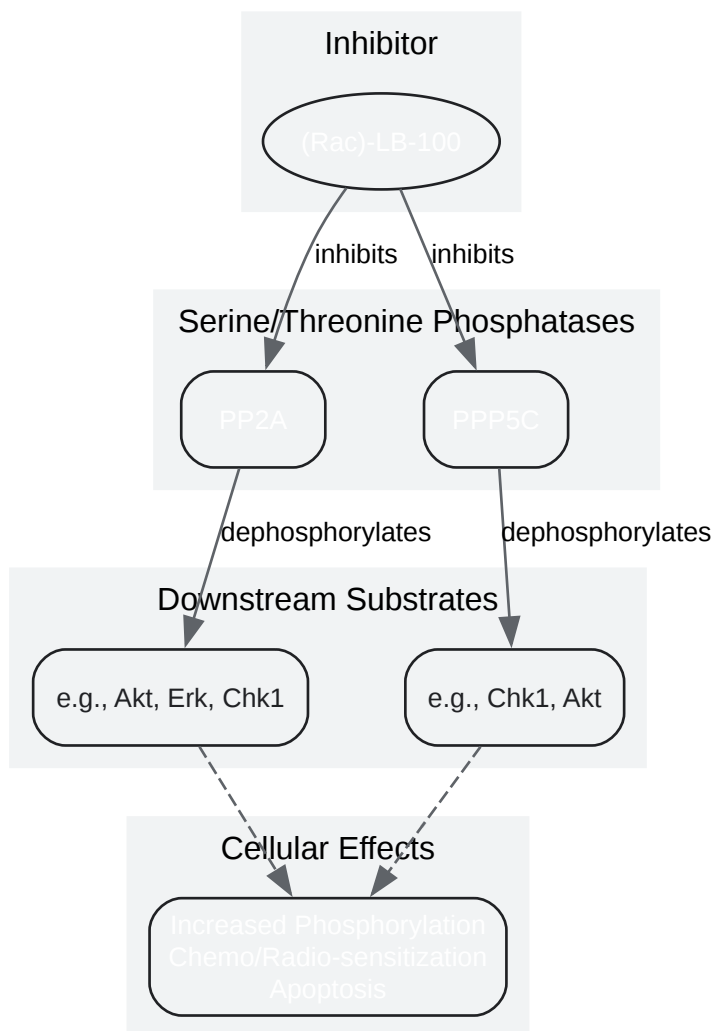 Inhibitor
(Rac)-LB-100
inhibits
inhibits
Serine/Threonine Phosphatases
PP2A
PPP5C
dephosphorylates
dephosphorylates
Downstream Substrates
e.g., Akt, Erk, Chk1
e.g., Chk1, Akt
Cellular Effects
Increased Phosphorylation
Chemo/Radio-sensitization
Apoptosis